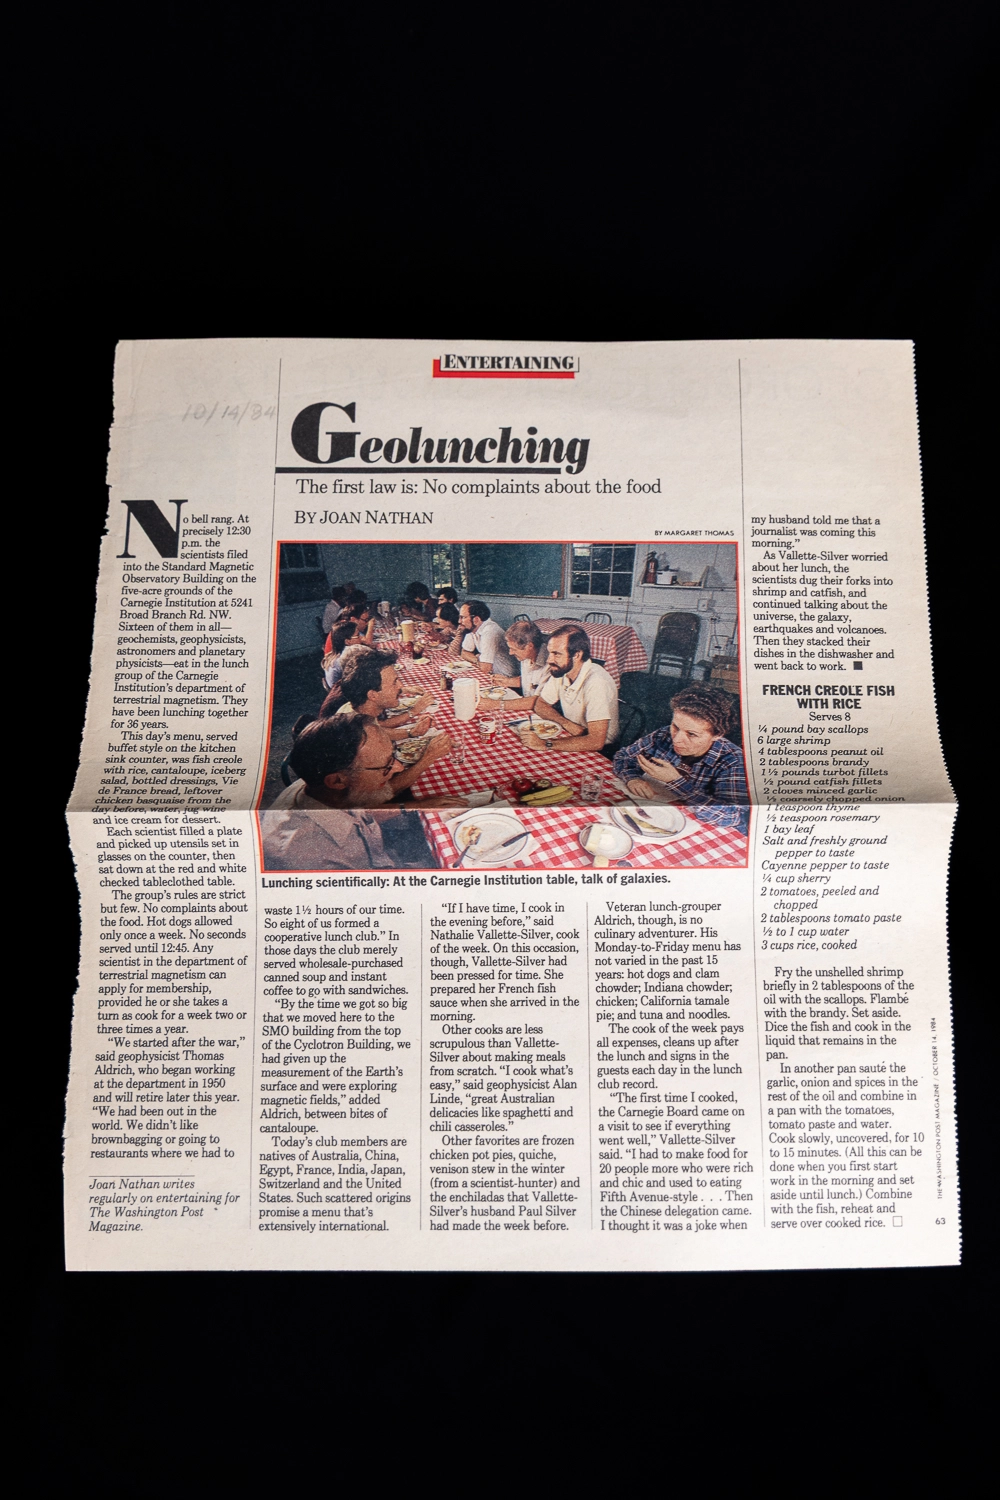 ENTERTAINING
10/14/84
Geolunching
The first law is: No complaints about the food
BY JOAN NATHAN
BY MARGARET THOMAS
No bell rang. At
precisely 12:30
p.m. the
scientists filed
into the Standard Magnetic
Observatory Building on the
five-acre grounds of the
Carnegie Institution at 5241
Broad Branch Rd. NW.
Sixteen of them in all—
geochemists, geophysicists,
astronomers and planetary
physicists—eat in the lunch
group of the Carnegie
Institution's department of
terrestrial magnetism. They
have been lunching together
for 36 years.
This day's menu, served
buffet style on the kitchen
sink counter, was fish creole
with rice, cantaloupe, iceberg
salad, bottled dressings, Vie
de France bread, leftover
chicken basquaise from the
day before, water, jug wine
and ice cream for dessert.
Each scientist filled a plate
and picked up utensils set in
glasses on the counter, then
sat down at the red and white
checked tableclothed table.
The group's rules are strict
but few. No complaints about
the food. Hot dogs allowed
only once a week. No seconds
served until 12:45. Any
scientist in the department of
terrestrial magnetism can
apply for membership,
provided he or she takes a
turn as cook for a week two or
three times a year.
"We started after the war,"
said geophysicist Thomas
Aldrich, who began working
at the department in 1950
and will retire later this year.
"We had been out in the
world. We didn't like
brownbagging or going to
restaurants where we had to
Joan Nathan writes
regularly on entertaining for
The Washington Post
Magazine.
Lunching scientifically: At the Carnegie Institution table, talk of galaxies.
waste 1½ hours of our time.
So eight of us formed a
cooperative lunch club." In
those days the club merely
served wholesale-purchased
canned soup and instant
coffee to go with sandwiches.
"By the time we got so big
that we moved here to the
SMO building from the top
of the Cyclotron Building, we
had given up the
measurement of the Earth's
surface and were exploring
magnetic fields," added
Aldrich, between bites of
cantaloupe.
Today's club members are
natives of Australia, China,
Egypt, France, India, Japan,
Switzerland and the United
States. Such scattered origins
promise a menu that's
extensively international.
"If I have time, I cook in
the evening before," said
Nathalie Vallette-Silver, cook
of the week. On this occasion,
though, Vallette-Silver had
been pressed for time. She
prepared her French fish
sauce when she arrived in the
morning.
Other cooks are less
scrupulous than Vallette-
Silver about making meals
from scratch. "I cook what's
easy," said geophysicist Alan
Linde, "great Australian
delicacies like spaghetti and
chili casseroles."
Other favorites are frozen
chicken pot pies, quiche,
venison stew in the winter
(from a scientist-hunter) and
the enchiladas that Vallette-
Silver's husband Paul Silver
had made the week before.
Veteran lunch-grouper
Aldrich, though, is no
culinary adventurer. His
Monday-to-Friday menu has
not varied in the past 15
years: hot dogs and clam
chowder; Indiana chowder;
chicken; California tamale
pie; and tuna and noodles.
The cook of the week pays
all expenses, cleans up after
the lunch and signs in the
guests each day in the lunch
club record.
"The first time I cooked,
the Carnegie Board came on
a visit to see if everything
went well," Vallette-Silver
said. "I had to make food for
20 people more who were rich
and chic and used to eating
Fifth Avenue-style . . . Then
the Chinese delegation came.
I thought it was a joke when
my husband told me that a
journalist was coming this
morning."
As Vallette-Silver worried
about her lunch, the
scientists dug their forks into
shrimp and catfish, and
continued talking about the
universe, the galaxy,
earthquakes and volcanoes.
Then they stacked their
dishes in the dishwasher and
went back to work. ■
FRENCH CREOLE FISH
WITH RICE
Serves 8
¼ pound bay scallops
6 large shrimp
4 tablespoons peanut oil
2 tablespoons brandy
1½ pounds turbot fillets
½ pound catfish fillets
2 cloves minced garlic
½ coarsely chopped onion
1 teaspoon thyme
½ teaspoon rosemary
1 bay leaf
Salt and freshly ground
pepper to taste
Cayenne pepper to taste
¼ cup sherry
2 tomatoes, peeled and
chopped
2 tablespoons tomato paste
½ to 1 cup water
3 cups rice, cooked
Fry the unshelled shrimp
briefly in 2 tablespoons of the
oil with the scallops. Flambé
with the brandy. Set aside.
Dice the fish and cook in the
liquid that remains in the
pan.
In another pan sauté the
garlic, onion and spices in the
rest of the oil and combine in
a pan with the tomatoes,
tomato paste and water.
Cook slowly, uncovered, for 10
to 15 minutes. (All this can be
done when you first start
work in the morning and set
aside until lunch.) Combine
with the fish, reheat and
serve over cooked rice. □
THE WASHINGTON POST MAGAZINE / OCTOBER 14, 1984
63